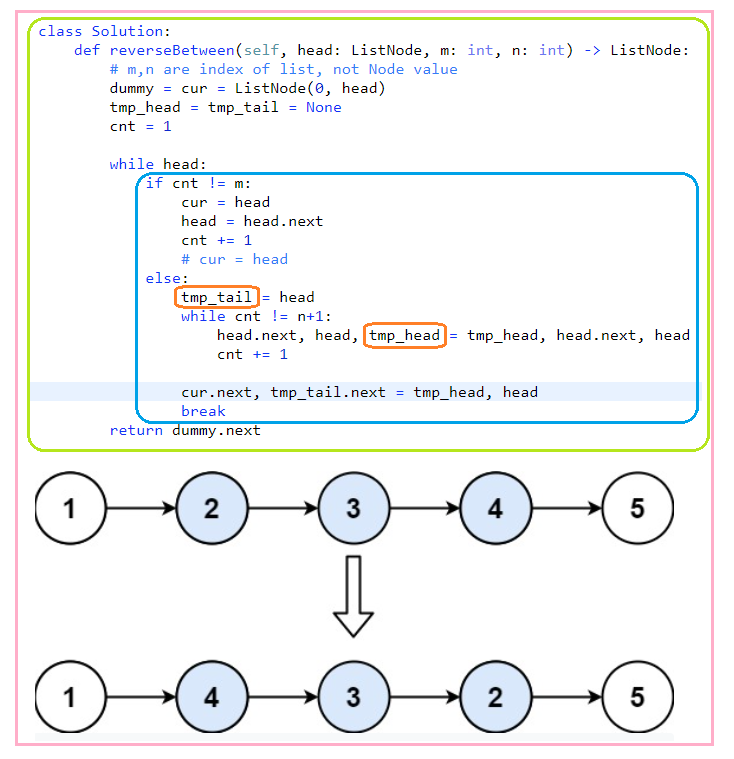 class Solution:
def reverseBetween(self, head: ListNode, m: int, n: int) -> ListNode:
# m,n are index of list, not Node value
dummy = cur = ListNode(0, head)
tmp_head = tmp_tail = None
cnt = 1
while head:
if cnt != m:
cur = head
head = head.next
cnt += 1
# cur = head
else:
tmp_tail = head
while cnt != n+1:
head.next, head, tmp_head = tmp_head, head.next, head
cnt += 1
cur.next, tmp_tail.next = tmp_head, head
break
return dummy.next
1 2 3 4 5
1 4 3 2 5